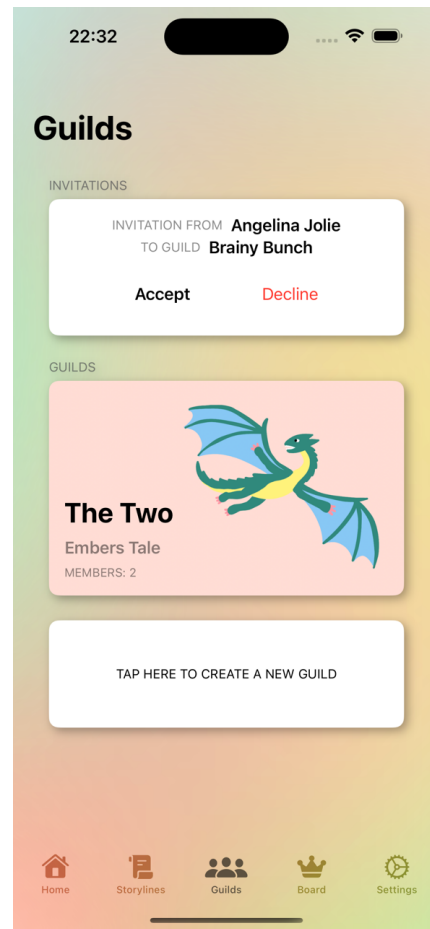 22:32
Guilds
INVITATIONS
INVITATION FROM Angelina Jolie
TO GUILD Brainy Bunch
Accept Decline
GUILDS
The Two
Embers Tale
MEMBERS: 2
TAP HERE TO CREATE A NEW GUILD
Home Storylines Guilds Board Settings